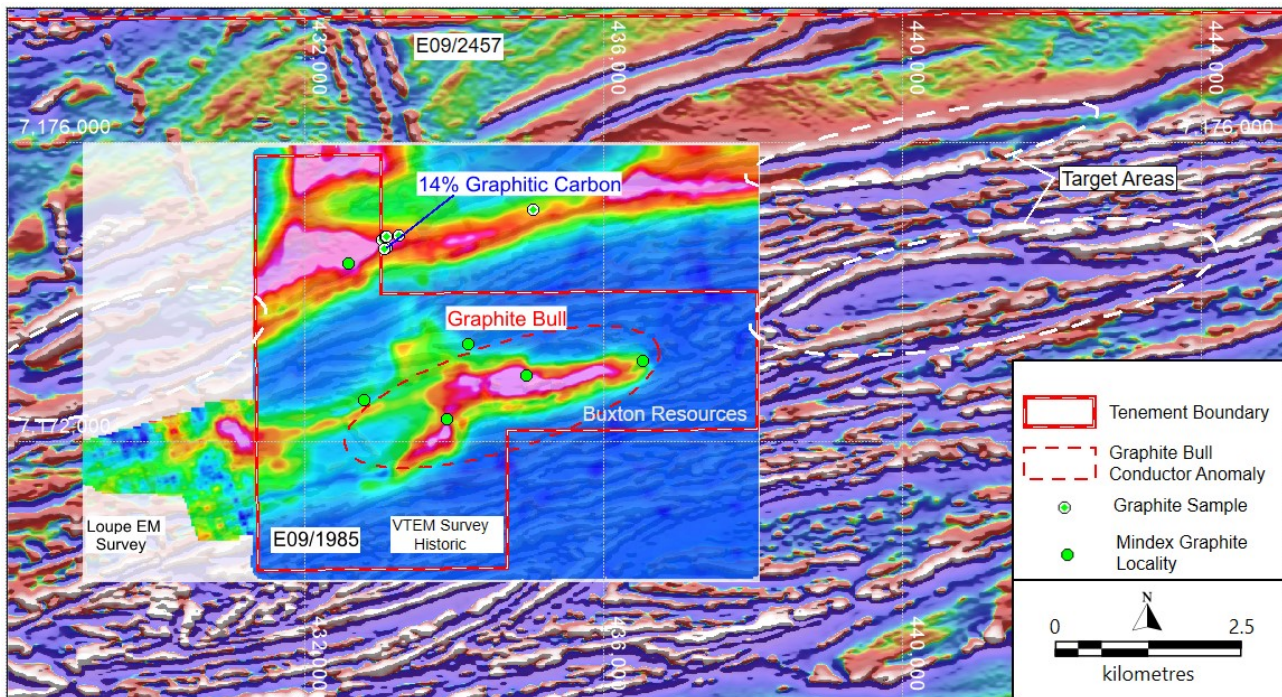 432,000
E09/2457
436,000
440,000
444,000
7,176,000
7,176,000
14% Graphitic Carbon
Target Areas
Graphite Bull
Buxton Resources
7,172,000
Loupe EM
Survey
E09/1985
VTEM Survey
Historic
432,000
436,000
440,000
Tenement Boundary
Graphite Bull
Conductor Anomaly
Graphite Sample
Mindex Graphite
Locality
N
0
2.5
kilometres